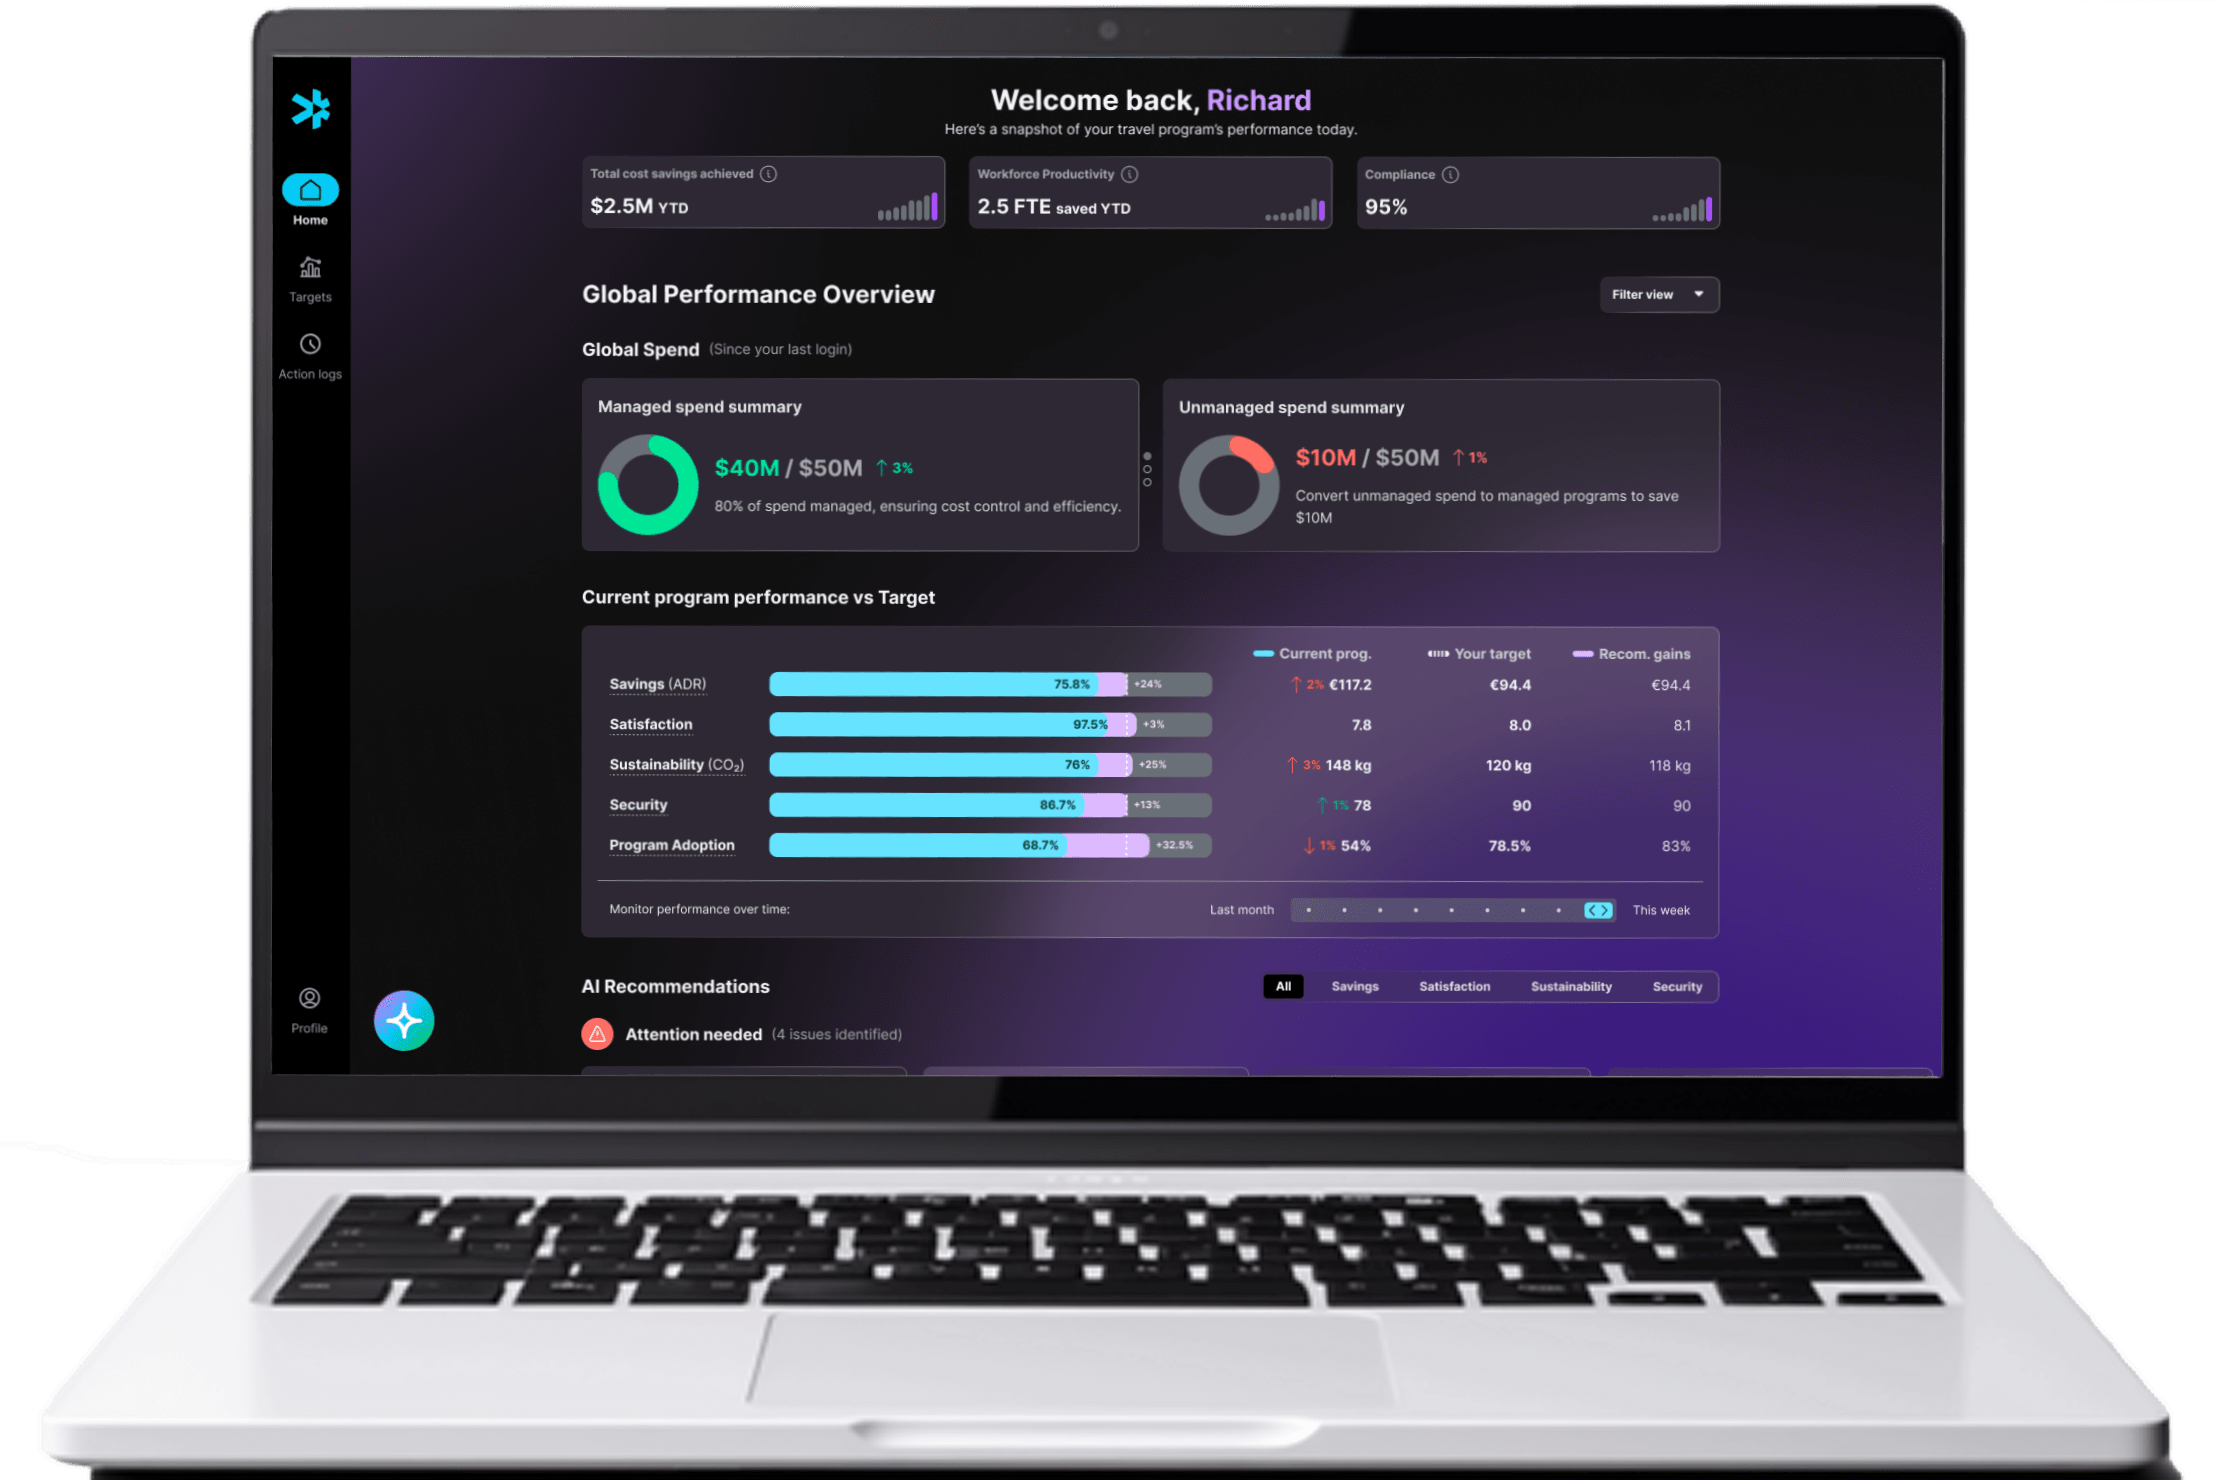 Welcome back, Richard
Here's a snapshot of your travel program's performance today.
Home
Targets
Action logs
Profile
Total cost savings achieved
$2.5M YTD
Workforce Productivity
2.5 FTE saved YTD
Compliance
95%
Global Performance Overview
Filter view
Global Spend (Since your last login)
Managed spend summary
$40M / $50M ↑ 3%
80% of spend managed, ensuring cost control and efficiency.
Unmanaged spend summary
$10M / $50M ↑ 1%
Convert unmanaged spend to managed programs to save
$10M
Current program performance vs Target
Current prog. Your target Recom. gains
Savings (ADR) 75.8% +24% ↑ 2% €117.2 €94.4 €94.4
Satisfaction 97.5% +3% 7.8 8.0 8.1
Sustainability (CO₂) 76% +25% ↑ 3% 148 kg 120 kg 118 kg
Security 86.7% +13% ↑ 1% 78 90 90
Program Adoption 68.7% +32.5% ↓ 1% 54% 78.5% 83%
Monitor performance over time: Last month This week
AI Recommendations
All Savings Satisfaction Sustainability Security
Attention needed (4 issues identified)